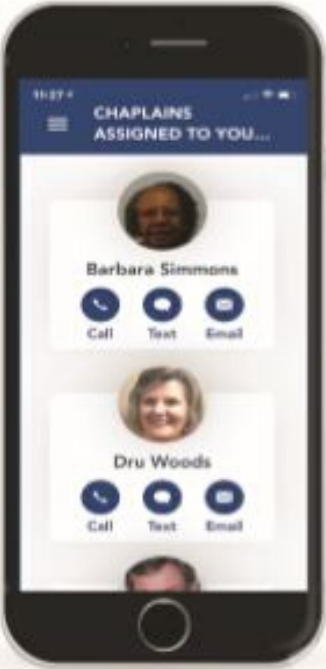 11:27
CHAPLAINS
ASSIGNED TO YOU...
Barbara Simmons
Call Text Email
Dru Woods
Call Text Email